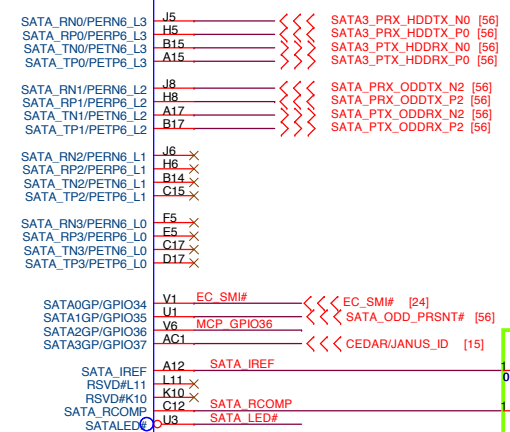 SATA_RN0/PERN6_L3 J5 SATA3_PRX_HDDTX_N0 [56]
SATA_RP0/PERP6_L3 H5 SATA3_PRX_HDDTX_P0 [56]
SATA_TN0/PETN6_L3 B15 SATA3_PTX_HDDRX_N0 [56]
SATA_TP0/PETP6_L3 A15 SATA3_PTX_HDDRX_P0 [56]
SATA_RN1/PERN6_L2 J8 SATA_PRX_ODDTX_N2 [56]
SATA_RP1/PERP6_L2 H8 SATA_PRX_ODDTX_P2 [56]
SATA_TN1/PETN6_L2 A17 SATA_PTX_ODDRX_N2 [56]
SATA_TP1/PETP6_L2 B17 SATA_PTX_ODDRX_P2 [56]
SATA_RN2/PERN6_L1 J6
SATA_RP2/PERP6_L1 H6
SATA_TN2/PETN6_L1 B14
SATA_TP2/PETP6_L1 C15
SATA_RN3/PERN6_L0 F5
SATA_RP3/PERP6_L0 E5
SATA_TN3/PETN6_L0 C17
SATA_TP3/PETP6_L0 D17
SATA0GP/GPIO34 V1 EC_SMI# EC_SMI# [24]
SATA1GP/GPIO35 U1 SATA_ODD_PRSNT# [56]
SATA2GP/GPIO36 V6 MCP_GPIO36
SATA3GP/GPIO37 AC1 CEDAR/JANUS_ID [15]
SATA_IREF A12 SATA_IREF 1
RSVD#L11 L11 0
RSVD#K10 K10
SATA_RCOMP C12 SATA_RCOMP 1
SATALED# U3 SATA_LED#